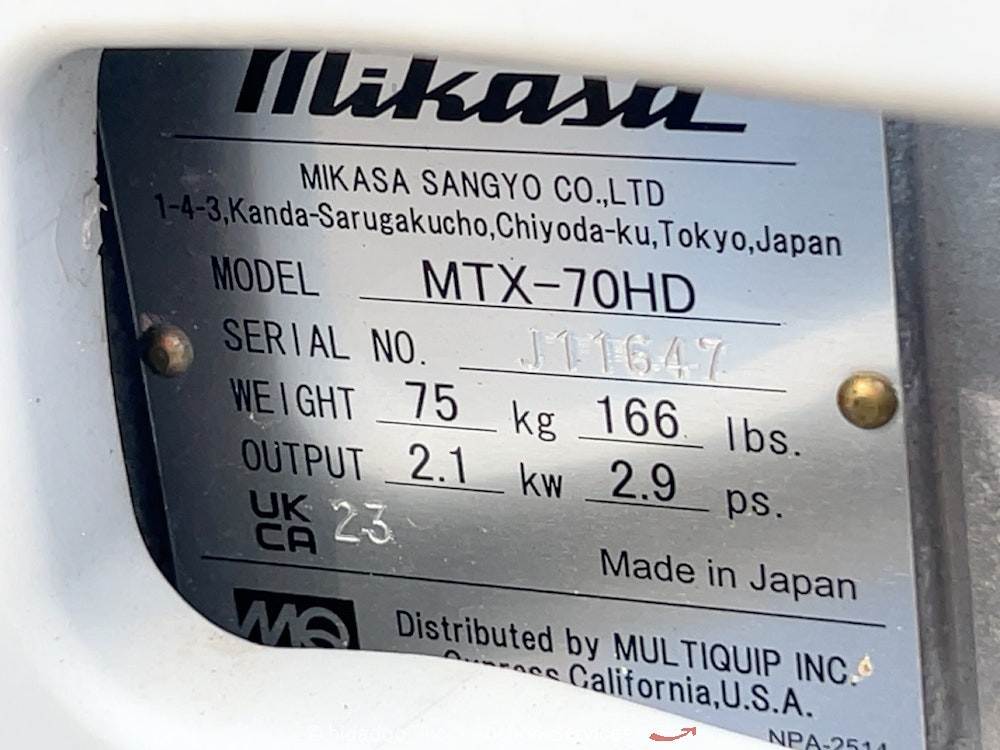 Mikasa
MIKASA SANGYO CO.,LTD
1-4-3,Kanda-Sarugakucho,Chiyoda-ku,Tokyo,Japan
MODEL MTX-70HD
SERIAL NO. J11647
WEIGHT 75 kg 166 lbs.
OUTPUT 2.1 kw 2.9 ps.
UK CA 23
Made in Japan
MQ
Distributed by MULTIQUIP INC.
Cypress California,U.S.A.
NPA-2514